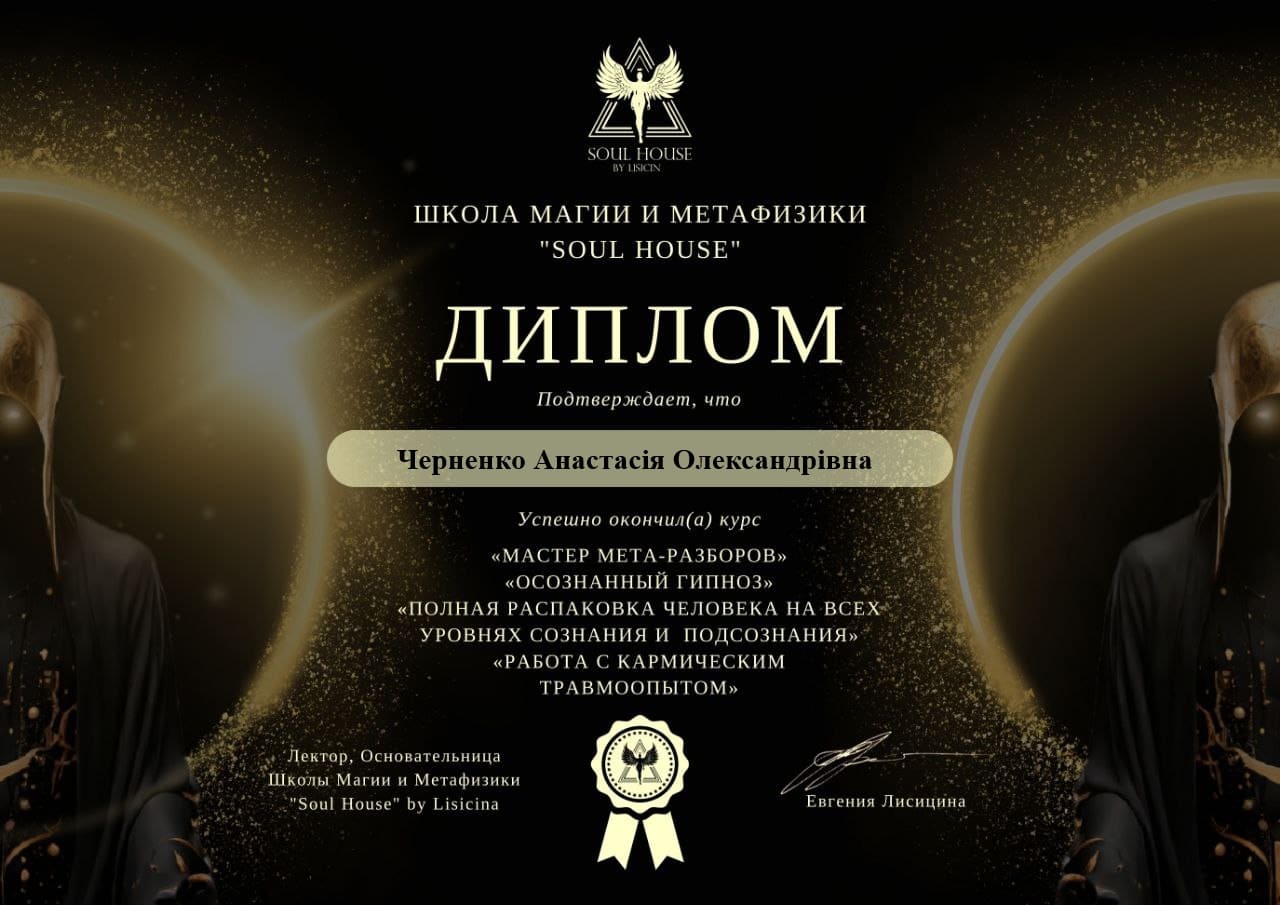 SOUL HOUSE
BY LISICIN
ШКОЛА МАГИИ И МЕТАФИЗИКИ
"SOUL HOUSE"
ДИПЛОМ
Подтверждает, что
Черненко Анастасія Олександрівна
Успешно окончил(а) курс
«МАСТЕР МЕТА-РАЗБОРОВ»
«ОСОЗНАННЫЙ ГИПНОЗ»
«ПОЛНАЯ РАСПАКОВКА ЧЕЛОВЕКА НА ВСЕХ
УРОВНЯХ СОЗНАНИЯ И ПОДСОЗНАНИЯ»
«РАБОТА С КАРМИЧЕСКИМ
ТРАВМООПЫТОМ»
Лектор, Основательница
Школы Магии и Метафизики
"Soul House" by Lisicina
Евгения Лисицина